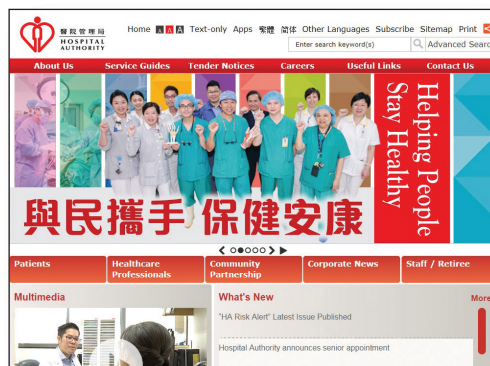 醫院管理局
HOSPITAL
AUTHORITY
Home A A A Text-only Apps 繁體 简体 Other Languages Subscribe Sitemap Print
Enter search keyword(s) Advanced Searc
About Us Service Guides Tender Notices Careers Useful Links Contact Us
Helping People
Stay Healthy
與民攜手 保健安康
Patients Healthcare Professionals Community Partnership Corporate News Staff / Retiree
Multimedia What's New More
"HA Risk Alert" Latest Issue Published
Hospital Authority announces senior appointment